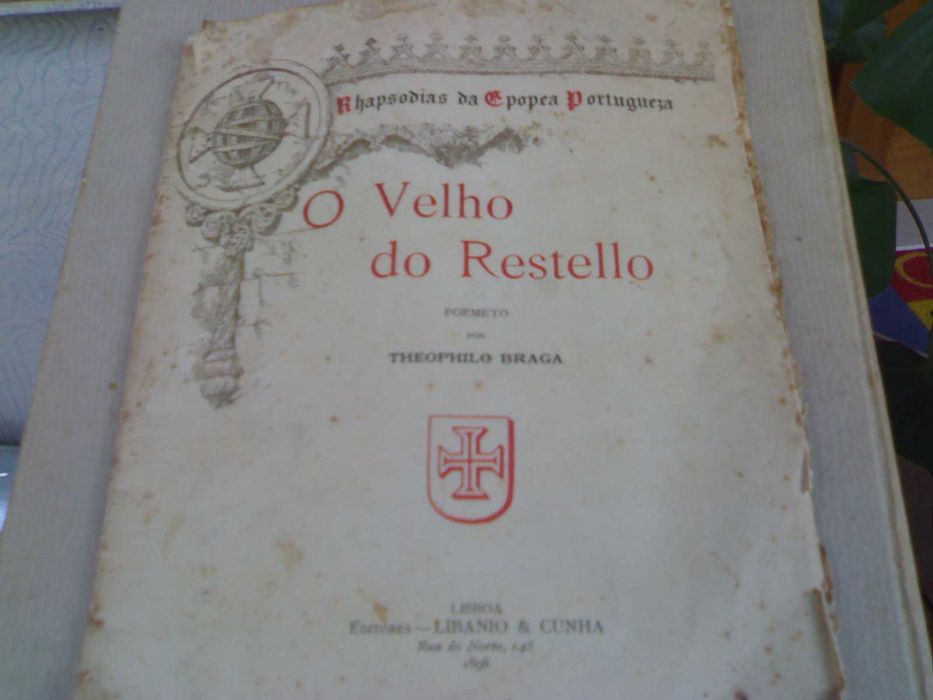 Rhapsodias da Epopea Portugueza
O Velho
do Restello
POEMETO
POR
THEOPHILO BRAGA
LISBOA
EDITORES — LIBANIO & CUNHA
Rua do Norte, 145
1898